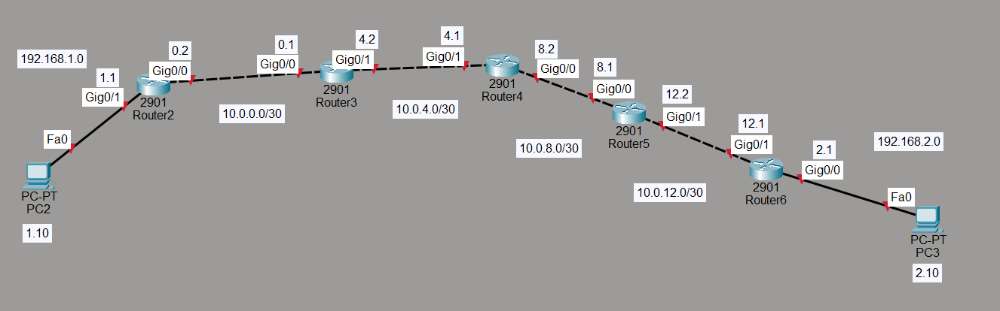 192.168.1.0
1.1
Gig0/1
0.2
Gig0/0
2901
Router2
Fa0
PC-PT
PC2
1.10
10.0.0.0/30
0.1
Gig0/0
4.2
Gig0/1
2901
Router3
10.0.4.0/30
4.1
Gig0/1
2901
Router4
8.2
Gig0/0
10.0.8.0/30
8.1
Gig0/0
2901
Router5
12.2
Gig0/1
10.0.12.0/30
12.1
Gig0/1
2901
Router6
2.1
Gig0/0
192.168.2.0
Fa0
PC-PT
PC3
2.10